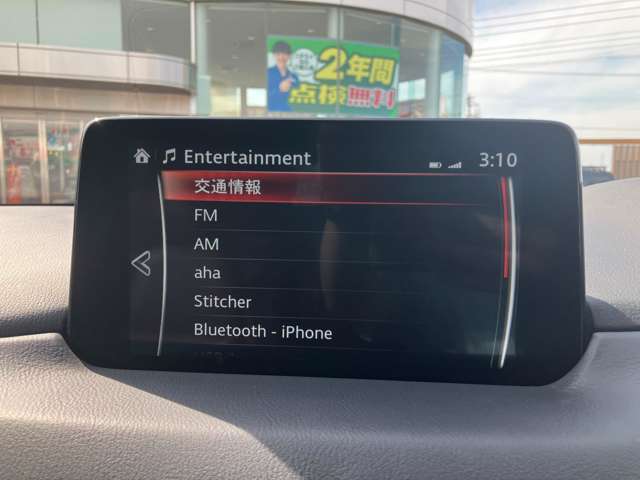 2年間
点検無料
Entertainment
3:10
交通情報
FM
AM
aha
Stitcher
Bluetooth - iPhone